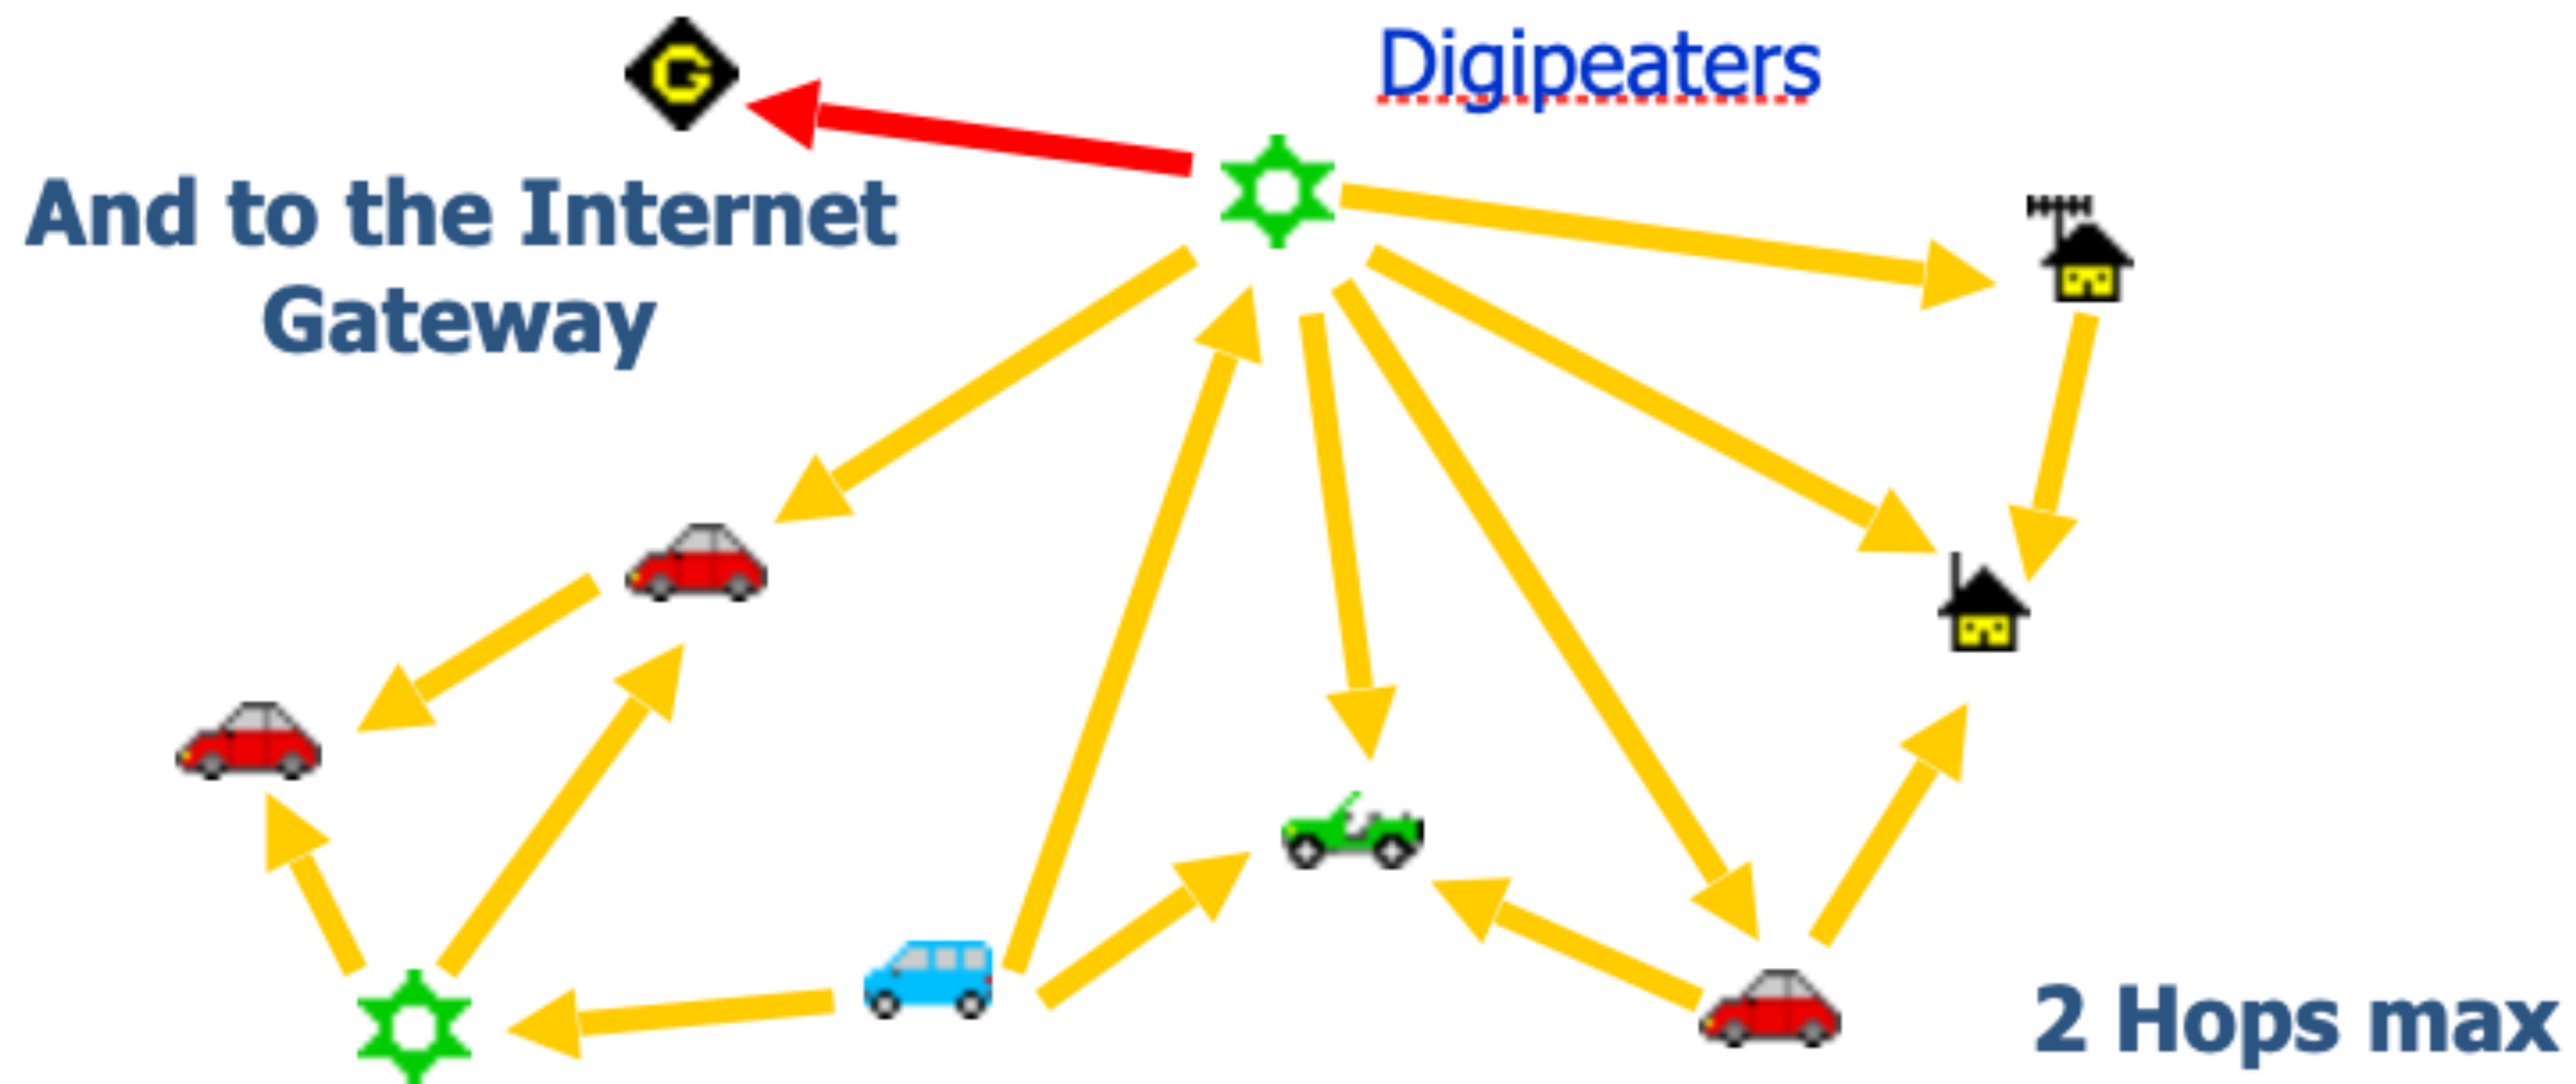 G
Digipeaters
And to the Internet
Gateway
2 Hops max